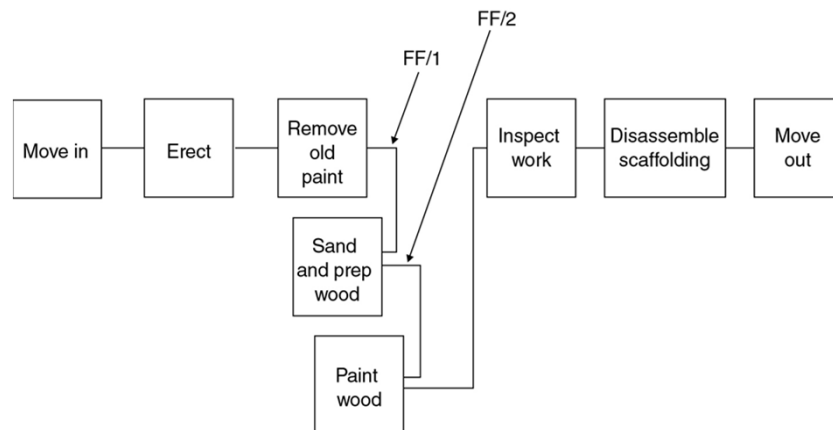 FF/2
FF/1
Move in
Erect
Remove
old
paint
Inspect
work
Disassemble
scaffolding
Move
out
Sand
and prep
wood
Paint
wood